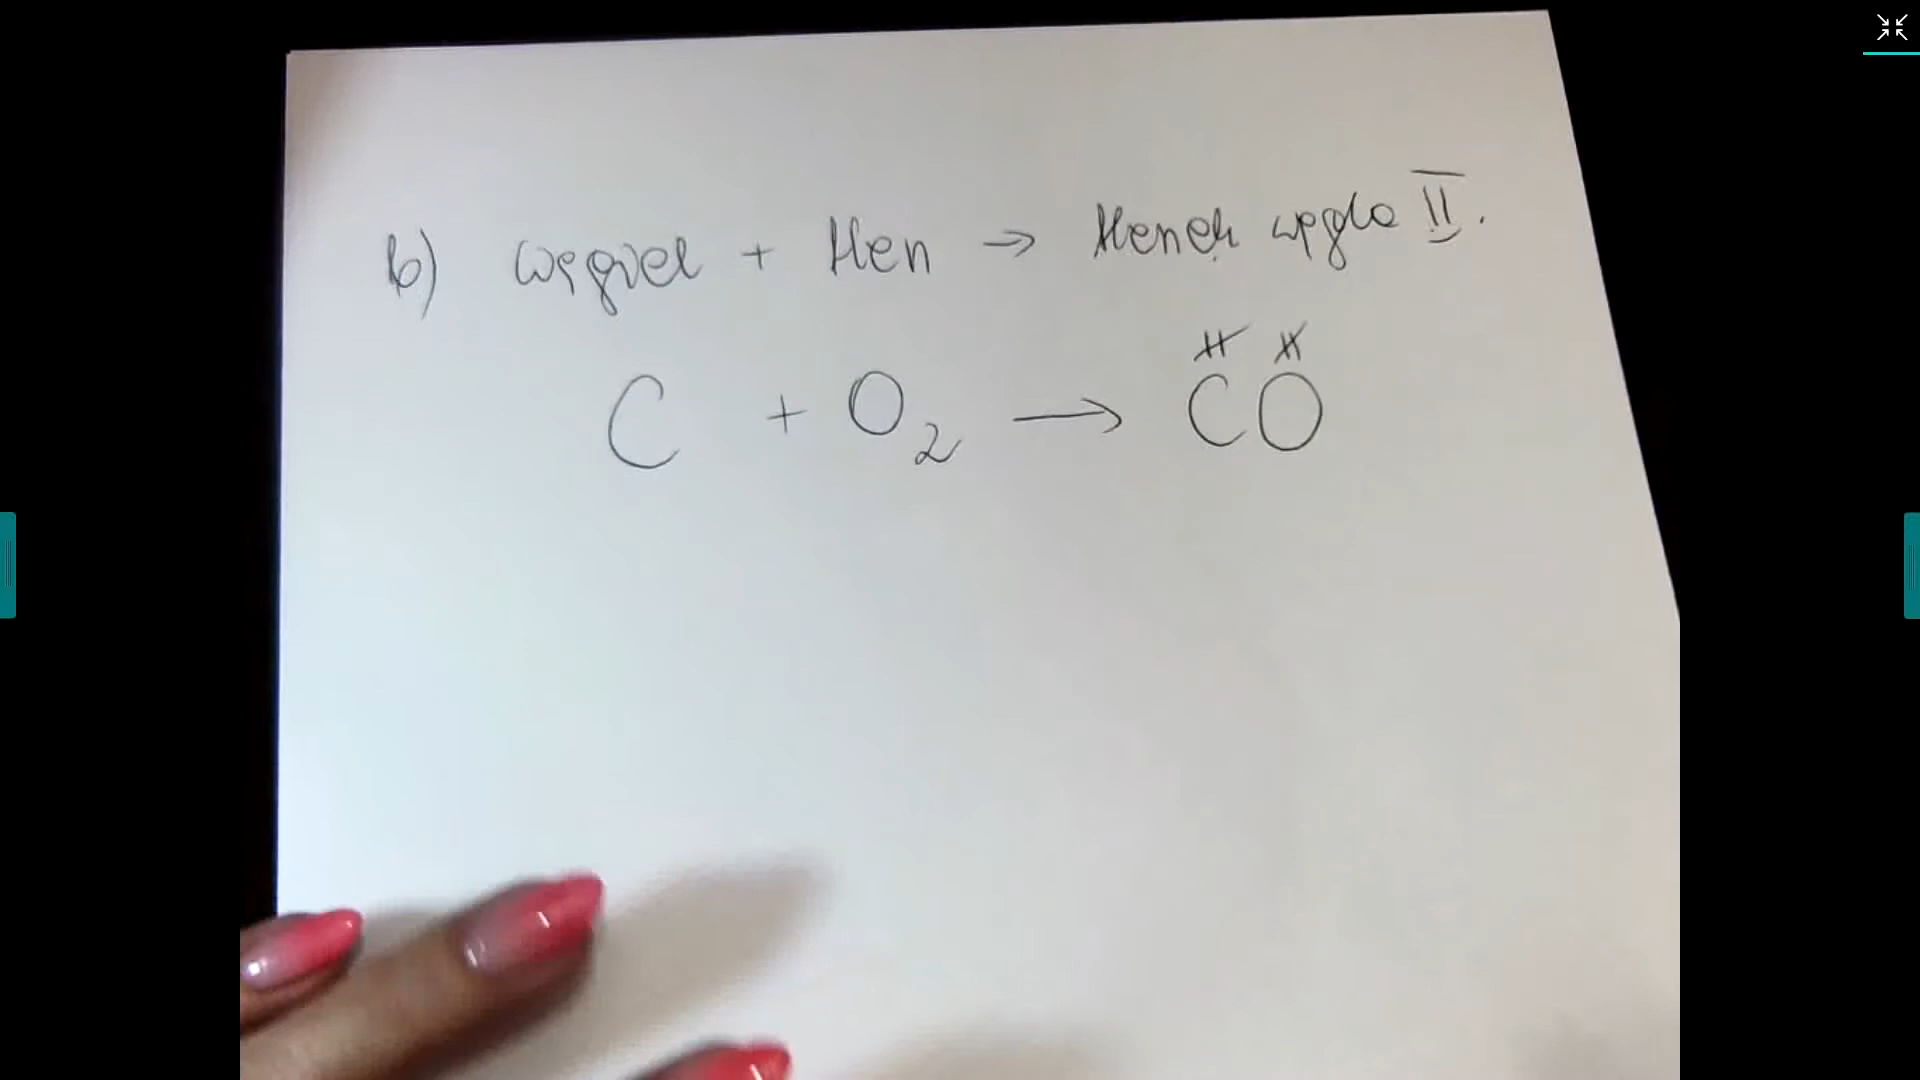 b) węgiel + tlen → tlenek węgla II.
II II
C + O2 → CO